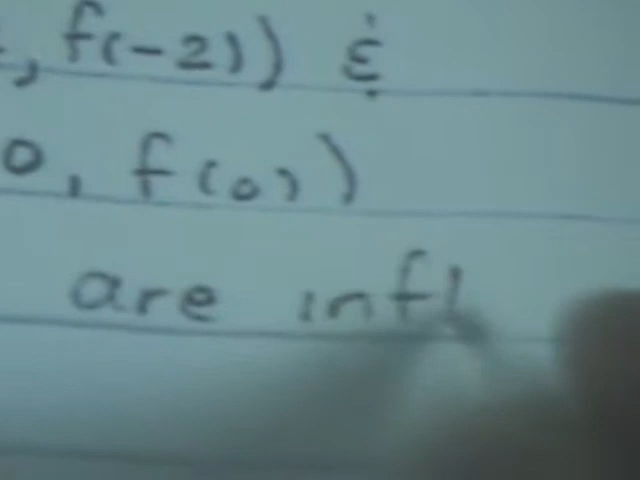 , f(-2)) &
0, f(0))
are infl